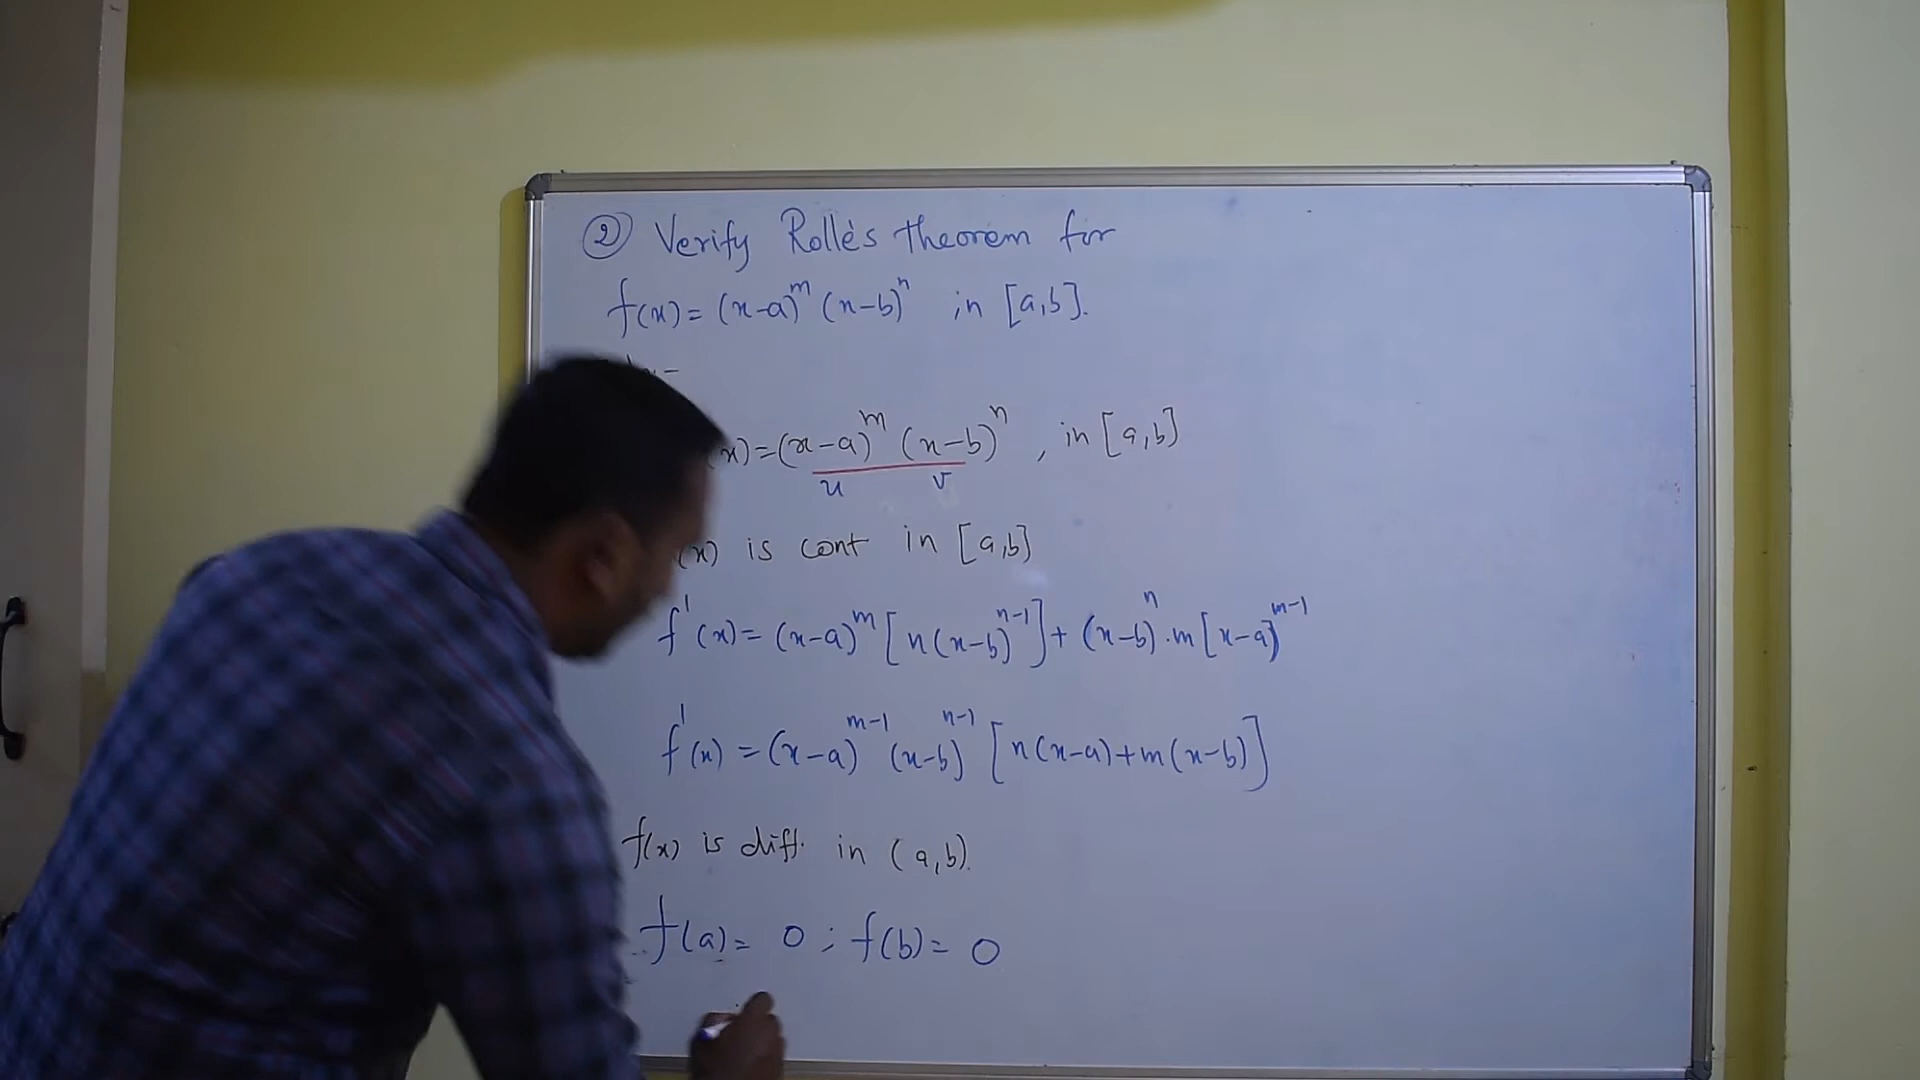 ② Verify Rolle's theorem for
f(x) = (x-a)^m (x-b)^n in [a,b].
(x) = (x-a)^m (x-b)^n , in [a,b]
u v
(x) is cont in [a,b]
f'(x) = (x-a)^m [n(x-b)^n-1] + (x-b)^n . m [x-a)^m-1
f'(x) = (x-a)^m-1 (x-b)^n-1 [n(x-a)+m(x-b)]
f(x) is diff. in (a,b).
f(a) = 0 ; f(b) = 0